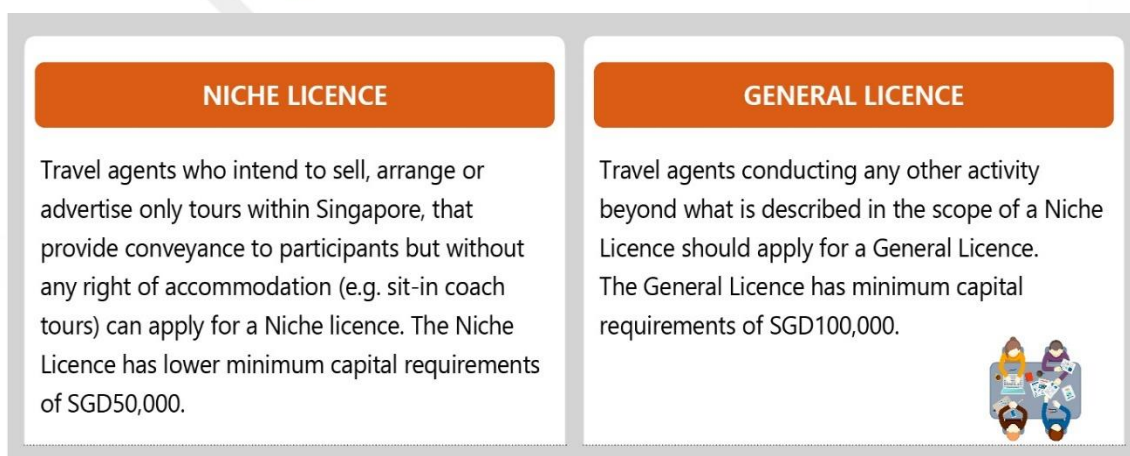 NICHE LICENCE
Travel agents who intend to sell, arrange or
advertise only tours within Singapore, that
provide conveyance to participants but without
any right of accommodation (e.g. sit-in coach
tours) can apply for a Niche licence. The Niche
Licence has lower minimum capital requirements
of SGD50,000.
GENERAL LICENCE
Travel agents conducting any other activity
beyond what is described in the scope of a Niche
Licence should apply for a General Licence.
The General Licence has minimum capital
requirements of SGD100,000.